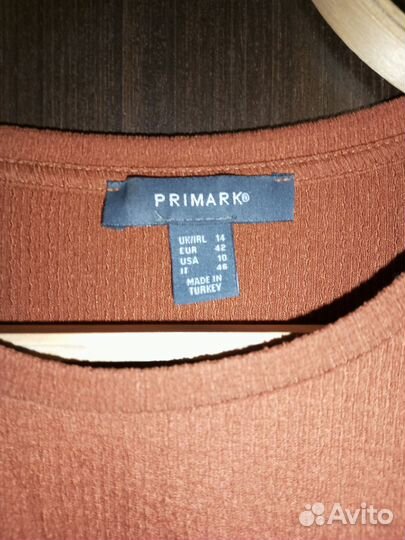 PRIMARK®
UK/IRL 14
EUR 42
USA 10
IT 46
MADE IN
TURKEY
Avito